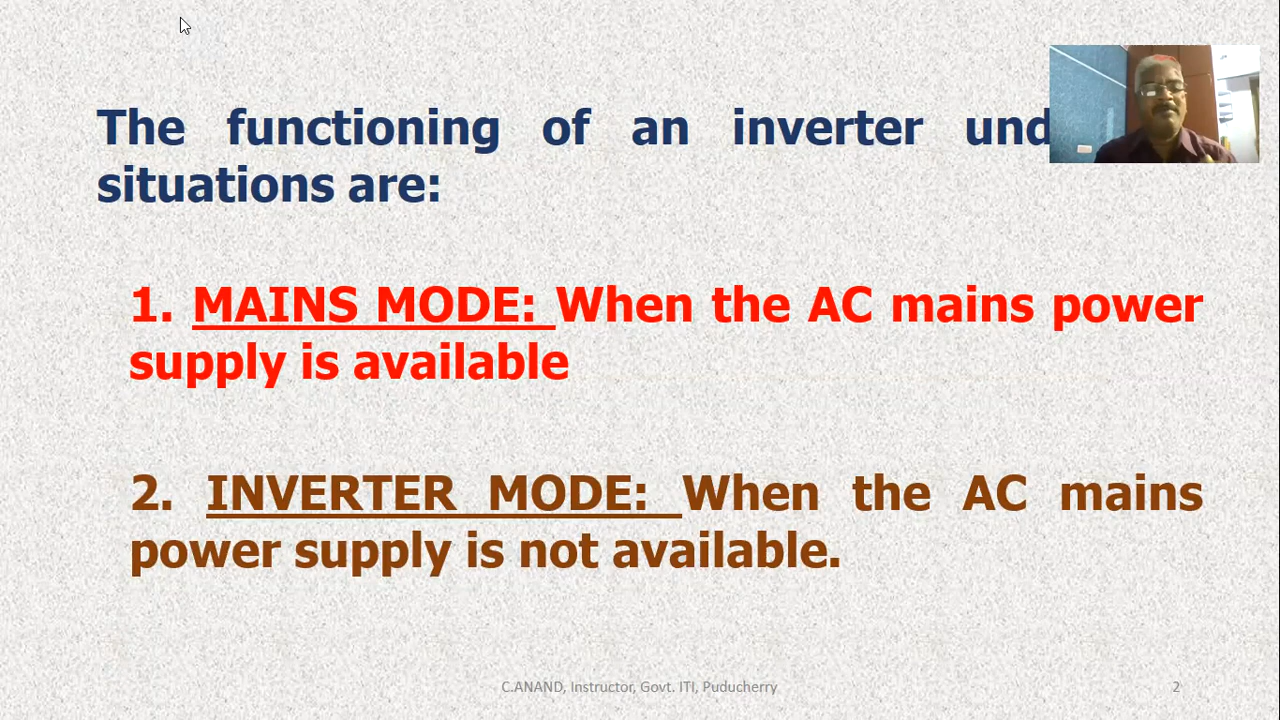 The functioning of an inverter
situations are:
1. MAINS MODE: When the AC mains power
supply is available
2. INVERTER MODE: When the AC mains
power supply is not available.
C.ANAND, Instructor, Govt. ITI, Puducherry
2